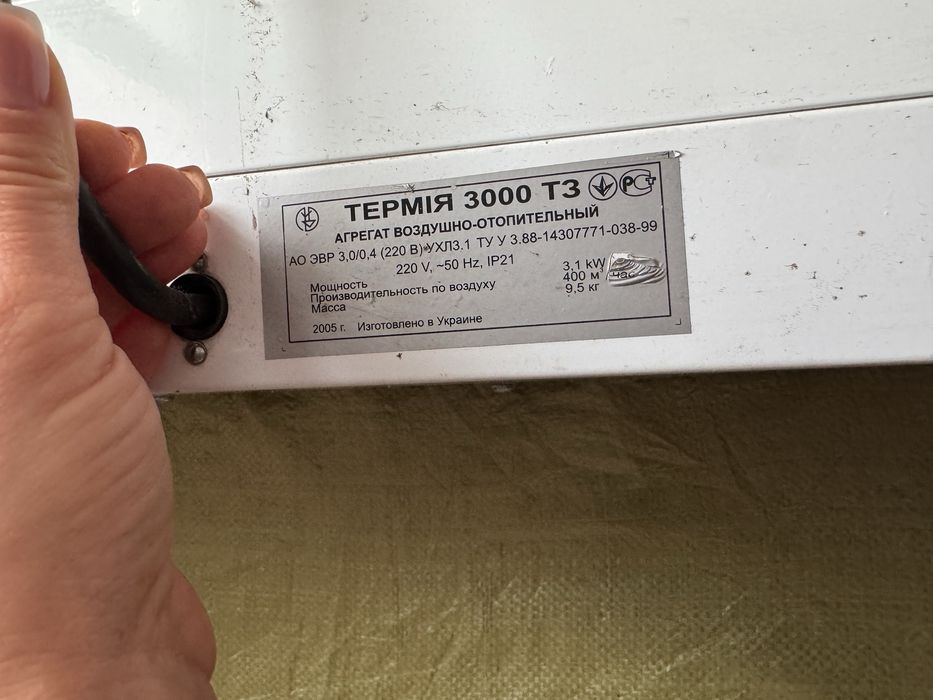 ТЕРМІЯ 3000 ТЗ
АГРЕГАТ ВОЗДУШНО-ОТОПИТЕЛЬНЫЙ
АО ЭВР 3,0/0,4 (220 В) УХЛ3.1 ТУ У 3.88-14307771-038-99
220 V, ~50 Hz, IP21
Мощность 3,1 kW
Производительность по воздуху 400 м³/час
Масса 9,5 кг
2005 г. Изготовлено в Украине